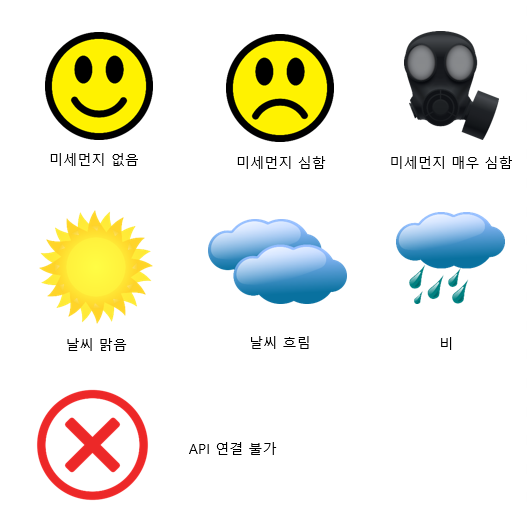 미세먼지 없음
미세먼지 심함
미세먼지 매우 심함
날씨 맑음
날씨 흐림
비
API 연결 불가